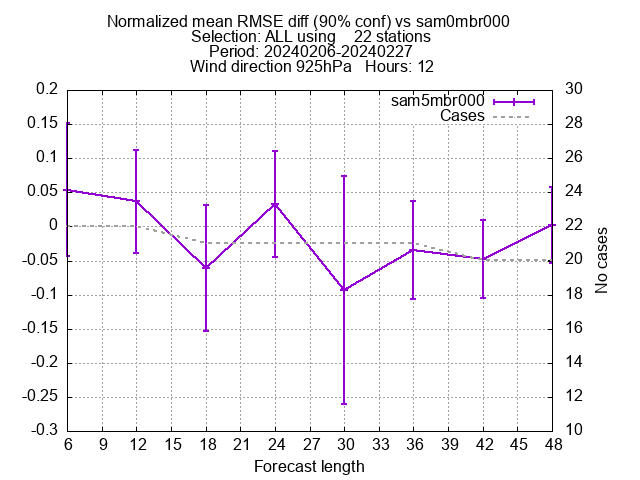 Normalized mean RMSE diff (90% conf) vs sam0mbr000
Selection: ALL using    22 stations
Period: 20240206-20240227
Wind direction 925hPa   Hours: 12
sam5mbr000
Cases
0.2
0.15
0.1
0.05
0
-0.05
-0.1
-0.15
-0.2
-0.25
-0.3
30
28
26
24
22
20
18
16
14
12
10
No cases
6 9 12 15 18 21 24 27 30 33 36 39 42 45 48
Forecast length